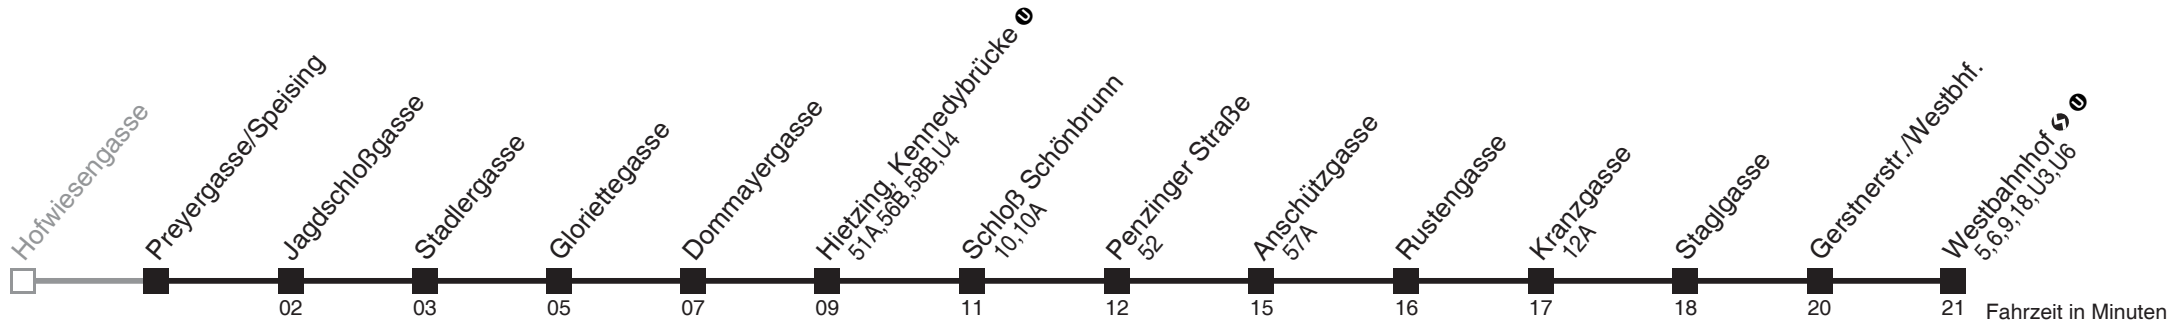 Hofwiesengasse
Preyergasse/Speising
Jagdschloßgasse
Stadlergasse
Gloriettegasse
Dommayergasse
Hietzing, Kennedybrücke U
51A,56B,58B,U4
Schloß Schönbrunn
10,10A
Penzinger Straße
52
Anschützgasse
57A
Rustengasse
Kranzgasse
12A
Staglgasse
Gerstnerstr./Westbhf.
Westbahnhof S U
5,6,9,18,U3,U6
02 03 05 07 09 11 12 15 16 17 18 20 21 Fahrzeit in Minuten